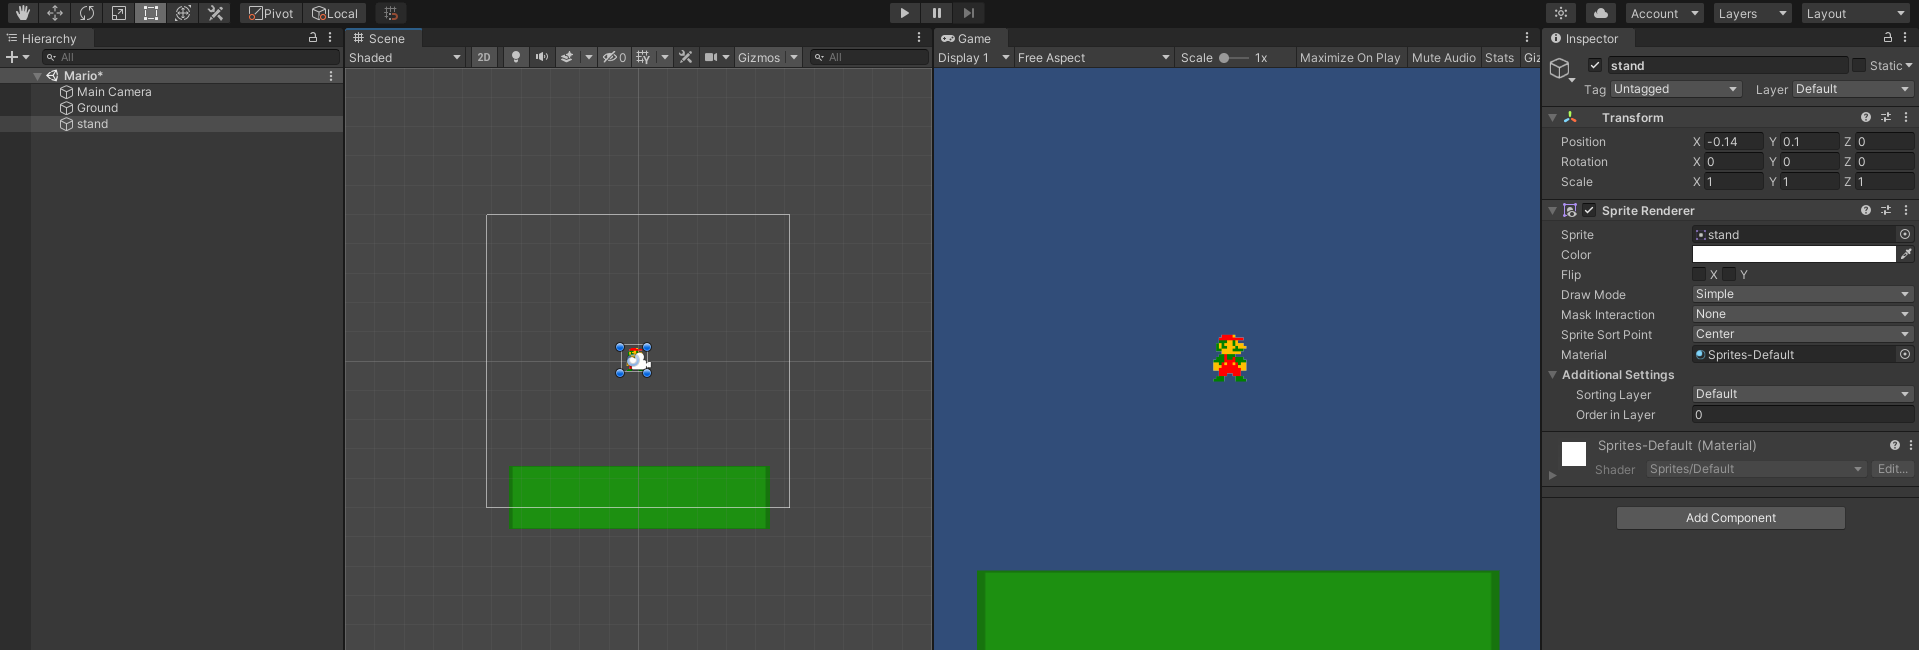 Pivot Local Account Layers Layout
Hierarchy
All
Mario*
Main Camera
Ground
stand
Scene
Shaded 2D 0 Gizmos All
Game
Display 1 Free Aspect Scale 1x Maximize On Play Mute Audio Stats Giz
Inspector
stand Static
Tag Untagged Layer Default
Transform
Position X -0.14 Y 0.1 Z 0
Rotation X 0 Y 0 Z 0
Scale X 1 Y 1 Z 1
Sprite Renderer
Sprite stand
Color
Flip X Y
Draw Mode Simple
Mask Interaction None
Sprite Sort Point Center
Material Sprites-Default
Additional Settings
Sorting Layer Default
Order in Layer 0
Sprites-Default (Material)
Shader Sprites/Default Edit...
Add Component